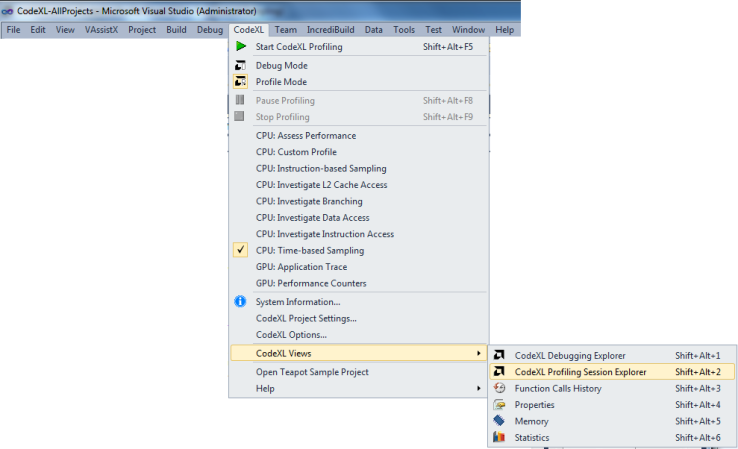 CodeXL-AllProjects - Microsoft Visual Studio (Administrator)
File Edit View VAssistX Project Build Debug CodeXL Team IncrediBuild Data Tools Test Window Help
Start CodeXL Profiling Shift+Alt+F5
Debug Mode
Profile Mode
Pause Profiling Shift+Alt+F8
Stop Profiling Shift+Alt+F9
CPU: Assess Performance
CPU: Custom Profile
CPU: Instruction-based Sampling
CPU: Investigate L2 Cache Access
CPU: Investigate Branching
CPU: Investigate Data Access
CPU: Investigate Instruction Access
CPU: Time-based Sampling
GPU: Application Trace
GPU: Performance Counters
System Information...
CodeXL Project Settings...
CodeXL Options...
CodeXL Views
Open Teapot Sample Project
Help
CodeXL Debugging Explorer Shift+Alt+1
CodeXL Profiling Session Explorer Shift+Alt+2
Function Calls History Shift+Alt+3
Properties Shift+Alt+4
Memory Shift+Alt+5
Statistics Shift+Alt+6